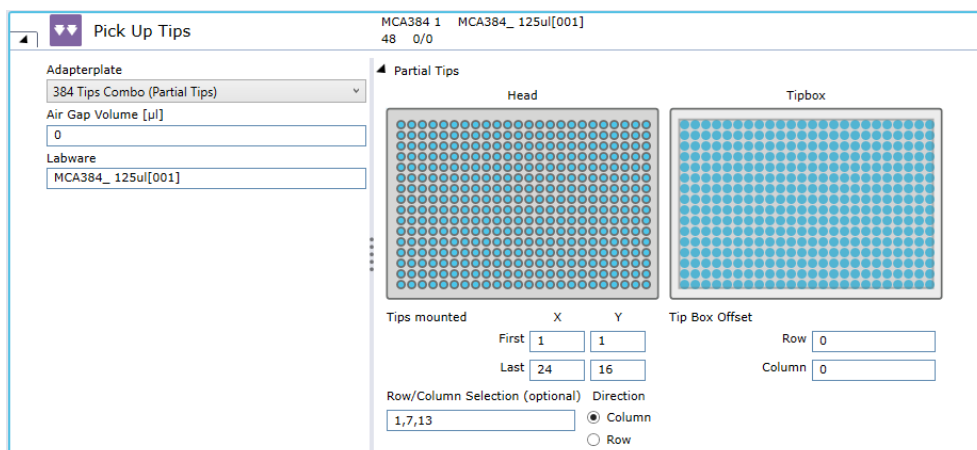 Pick Up Tips
MCA384 1 MCA384_ 125ul[001]
48 0/0
Adapterplate
384 Tips Combo (Partial Tips)
Air Gap Volume [µl]
0
Labware
MCA384_ 125ul[001]
Partial Tips
Head
Tipbox
Tips mounted X Y
First 1 1
Last 24 16
Tip Box Offset
Row 0
Column 0
Row/Column Selection (optional)
1,7,13
Direction
Column
Row